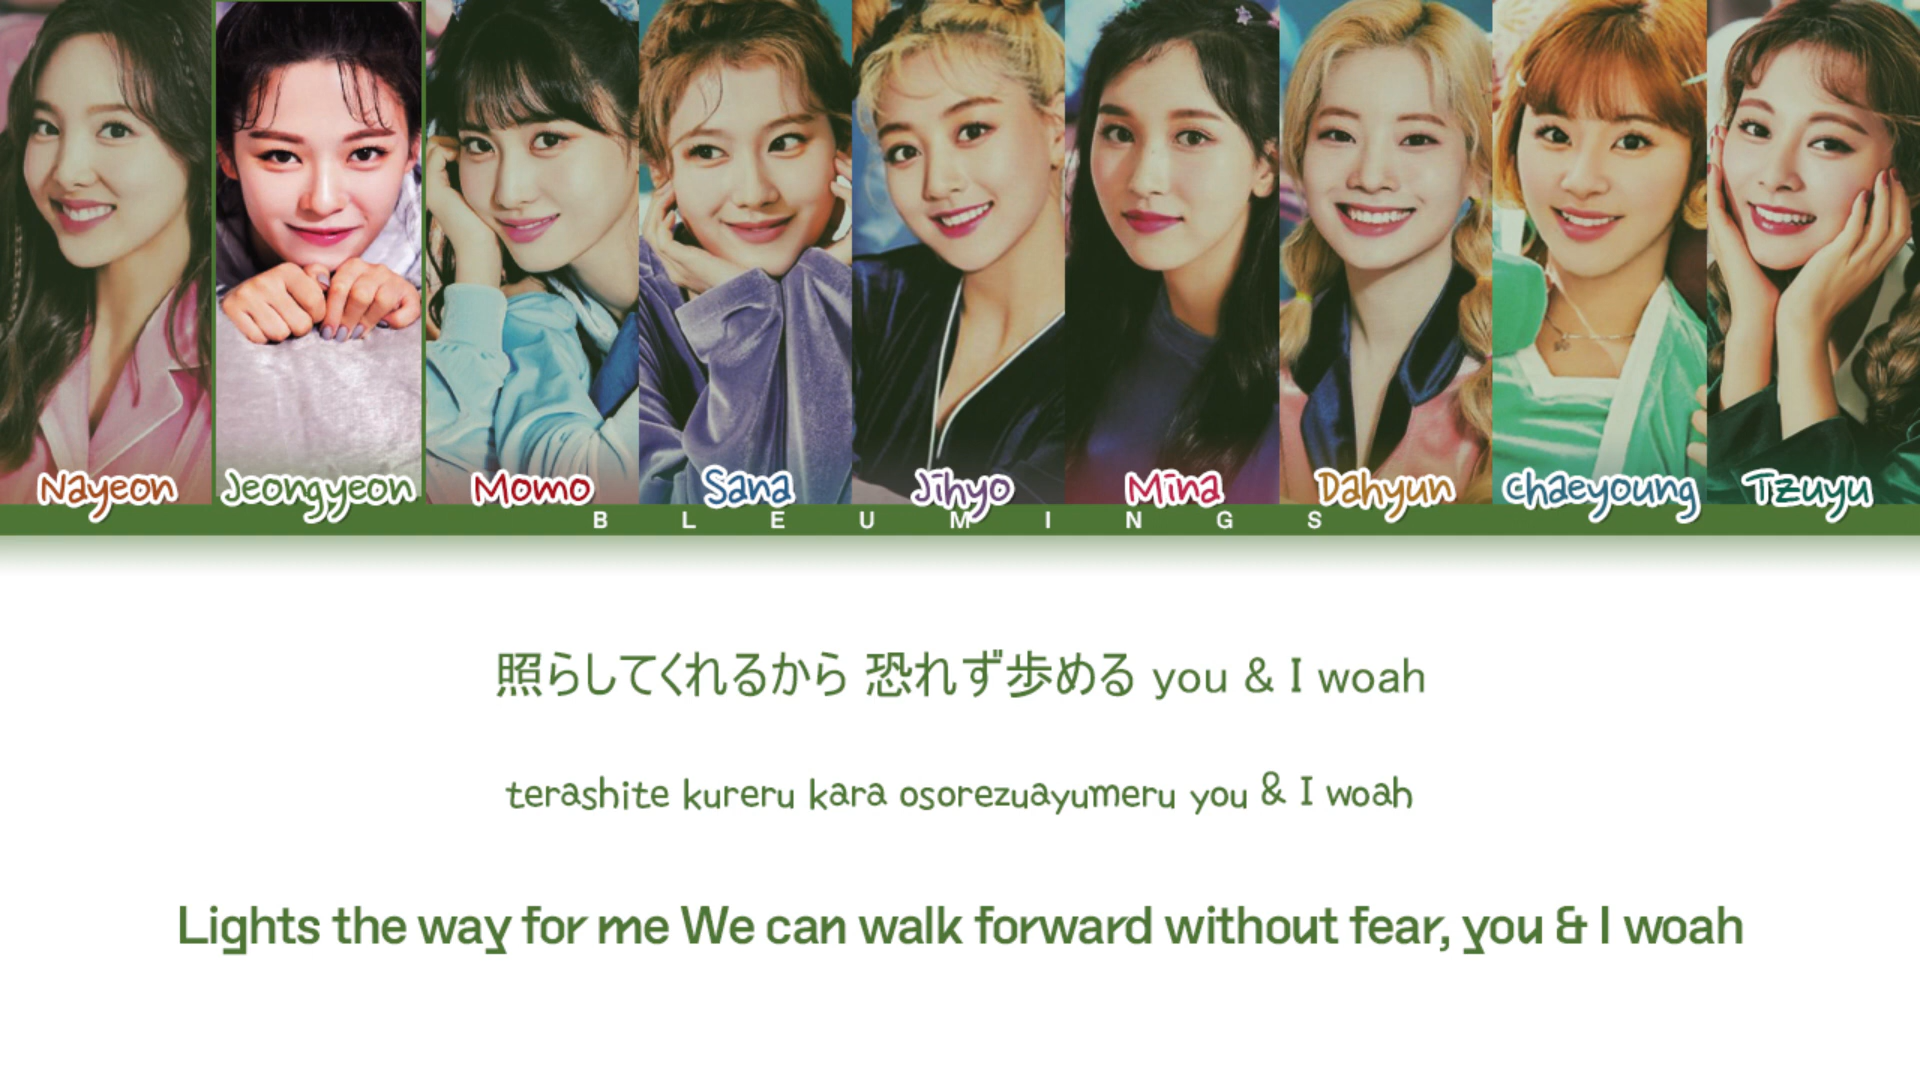 Nayeon Jeongyeon Momo Sana Jihyo Mina Dahyun chaeyoung Tzuyu
BLEUMINGS
照らしてくれるから 恐れず歩める you & I woah
terashite kureru kara osorezuayumeru you & I woah
Lights the way for me We can walk forward without fear, you & I woah